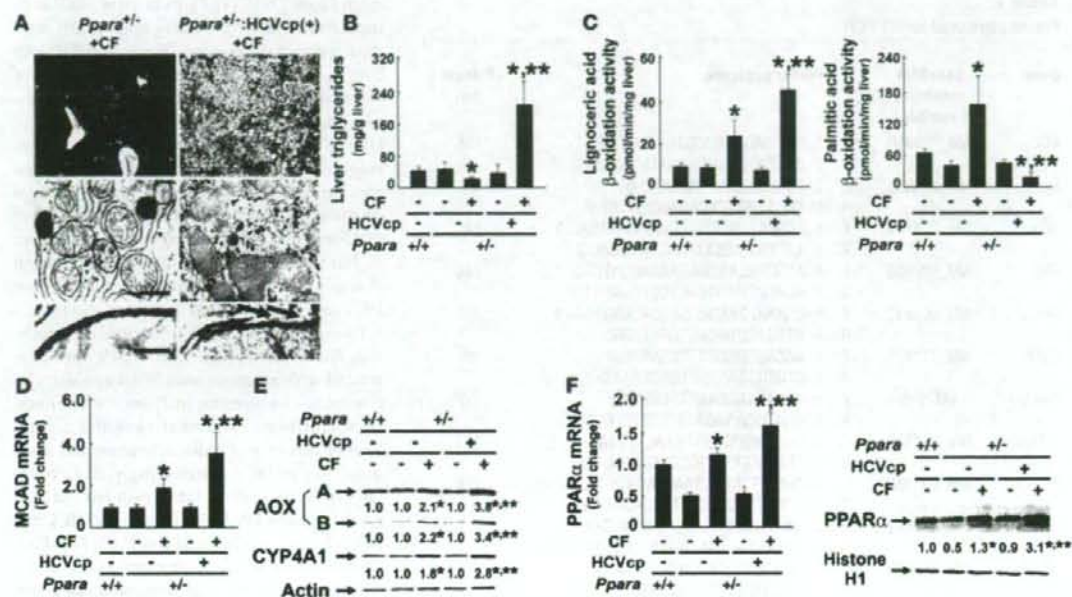 A
Ppara+/- +CF
Ppara+/-:HCVcp(+) +CF
B
Liver triglycerides
(mg/g liver)
320
240
160
80
0
*
*,**
CF - - + - +
HCVcp - - - +
Ppara +/+ +/-
C
Lignoceric acid
β-oxidation activity
(pmol/min/mg liver)
60
40
20
0
*
*,**
CF - - + - +
HCVcp - - - +
Ppara +/+ +/-
Palmitic acid
β-oxidation activity
(pmol/min/mg liver)
240
180
120
60
0
*
*,**
CF - - + - +
HCVcp - - - +
Ppara +/+ +/-
D
MCAD mRNA
(Fold change)
6.0
4.0
2.0
0
*
*,**
CF - - + - +
HCVcp - - - +
Ppara +/+ +/-
E
Ppara +/+ +/-
HCVcp - - +
CF - - + - +
AOX
A
1.0 1.0 2.1* 1.0 3.8*,**
B
1.0 1.0 2.2* 1.0 3.4*,**
CYP4A1
1.0 1.0 1.8* 1.0 2.8*,**
Actin
F
PPARα mRNA
(Fold change)
2.0
1.5
1.0
0.5
0
*
*,**
CF - - + - +
HCVcp - - - +
Ppara +/+ +/-
Ppara +/+ +/-
HCVcp - - +
CF - - + - +
PPARα
1.0 0.5 1.3* 0.9 3.1*,**
Histone
H1